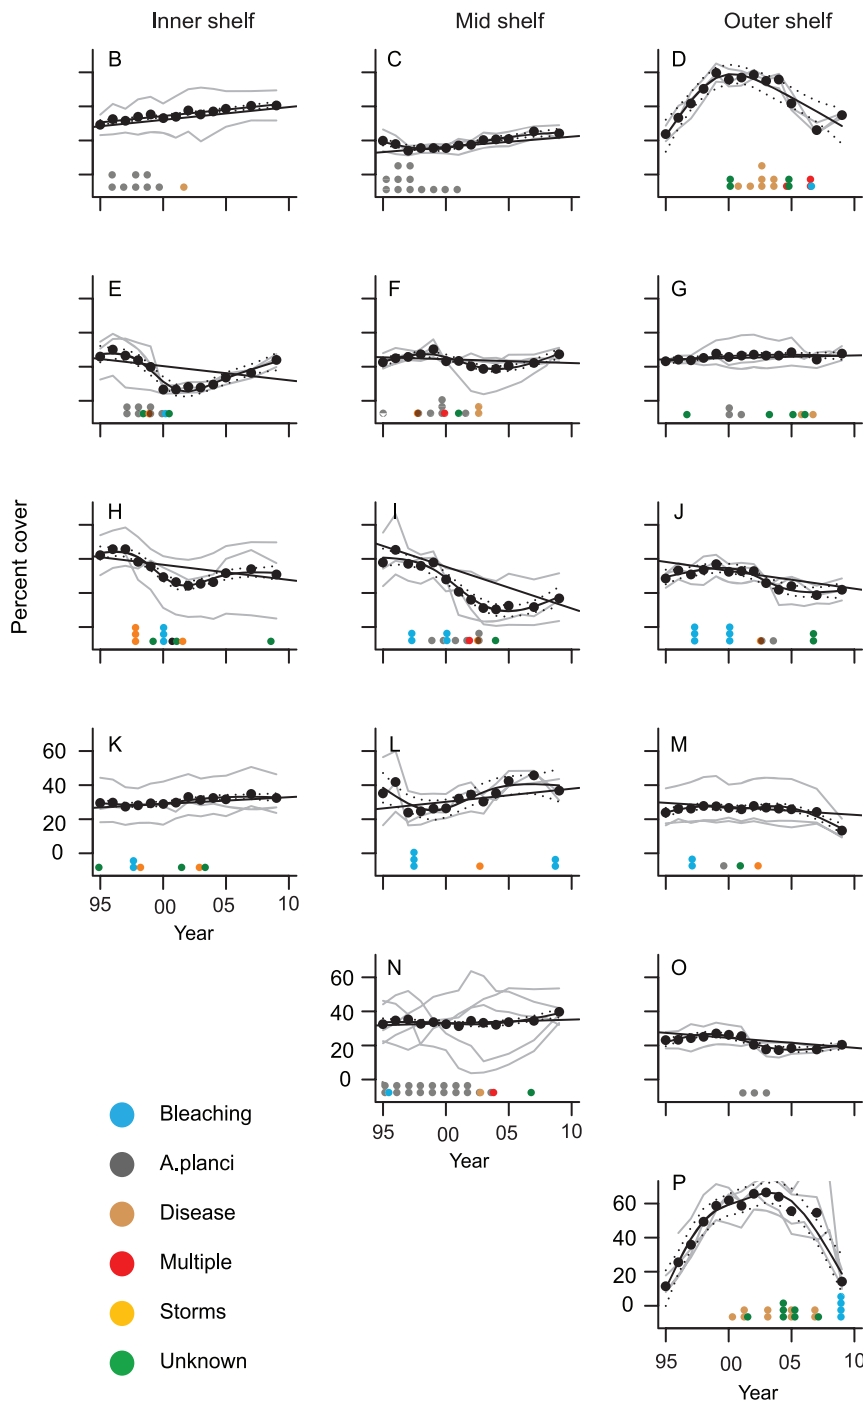 Inner shelf Mid shelf Outer shelf
B C D
E F G
Percent cover
H I J
K L M
60
40
20
0
95 00 05 10
Year
N O
60
40
20
0
95 00 05 10
Year
P
60
40
20
0
95 00 05 10
Year
Bleaching
A.planci
Disease
Multiple
Storms
Unknown